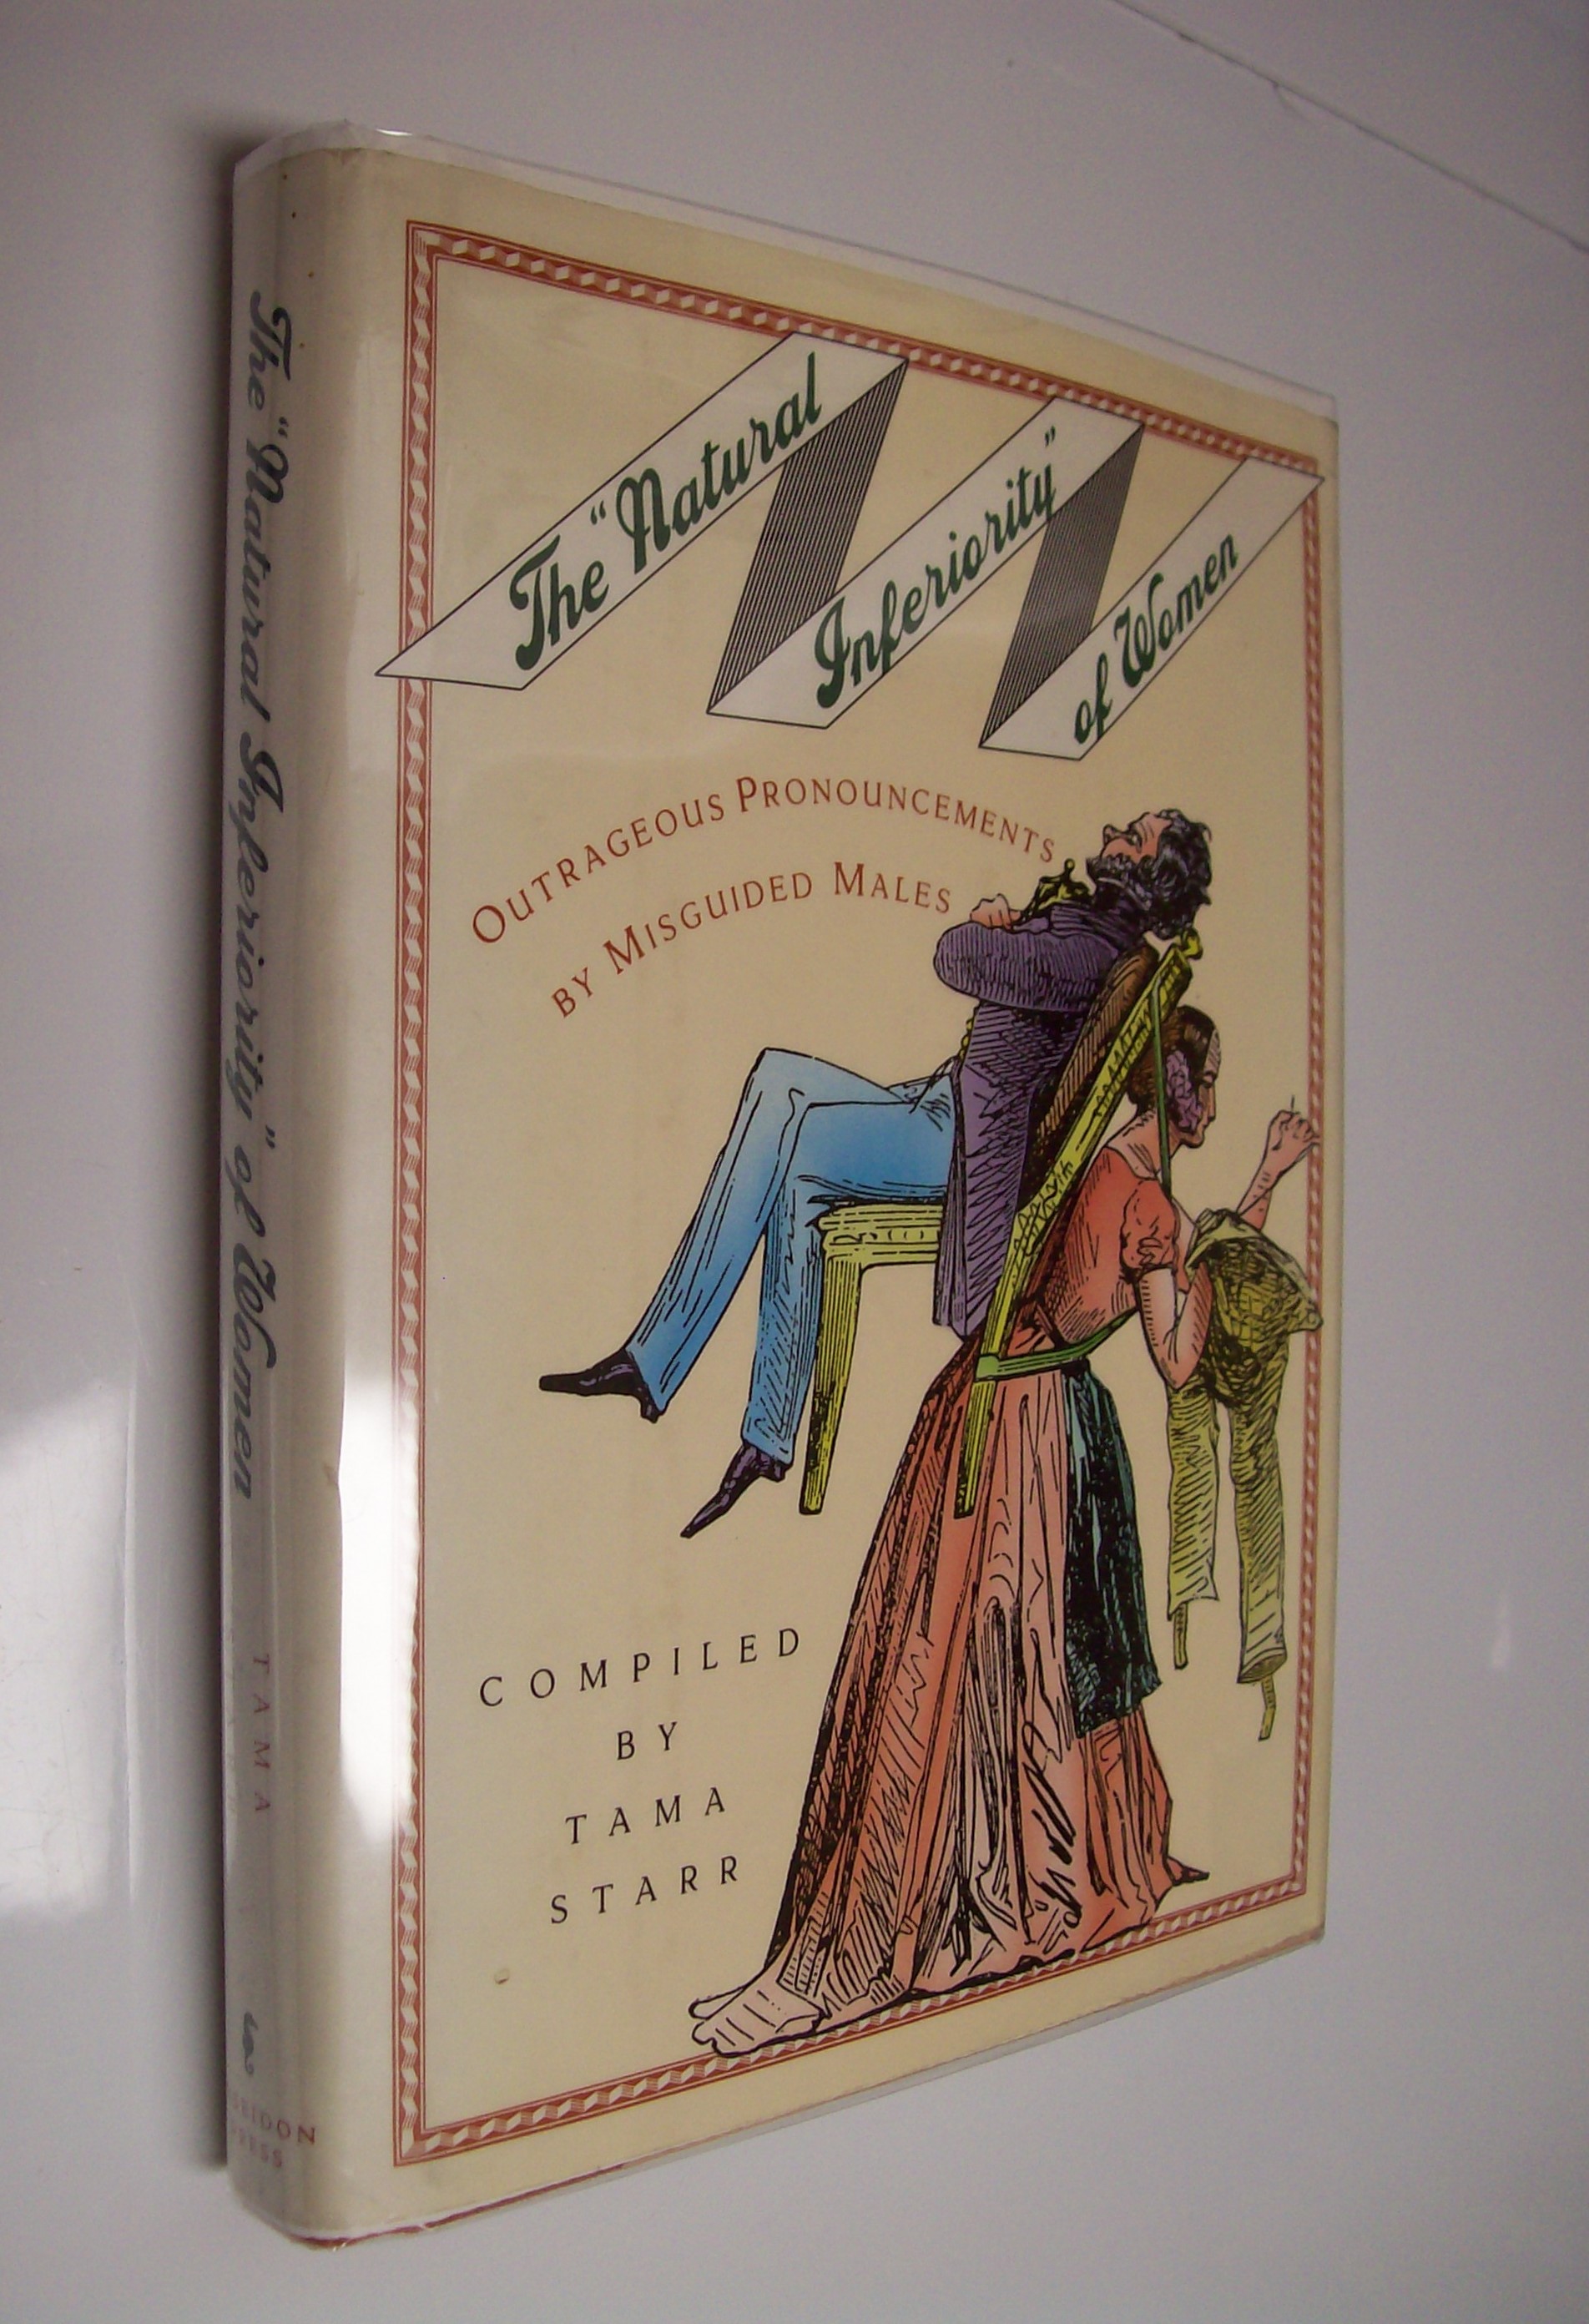 The "Natural
Inferiority"
of Women
OUTRAGEOUS PRONOUNCEMENTS
BY MISGUIDED MALES
COMPILED
BY
TAMA
STARR
The "Natural Inferiority" of Women
TAMA